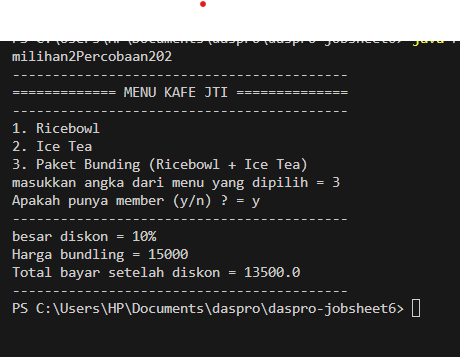 PS C:\Users\HP\Documents\daspro\daspro-jobsheet6> java
milihan2Percobaan202
-------------------------------------------
============= MENU KAFE JTI ==============
-------------------------------------------
1. Ricebowl
2. Ice Tea
3. Paket Bunding (Ricebowl + Ice Tea)
masukkan angka dari menu yang dipilih = 3
Apakah punya member (y/n) ? = y
-------------------------------------------
besar diskon = 10%
Harga bundling = 15000
Total bayar setelah diskon = 13500.0
-------------------------------------------
PS C:\Users\HP\Documents\daspro\daspro-jobsheet6>